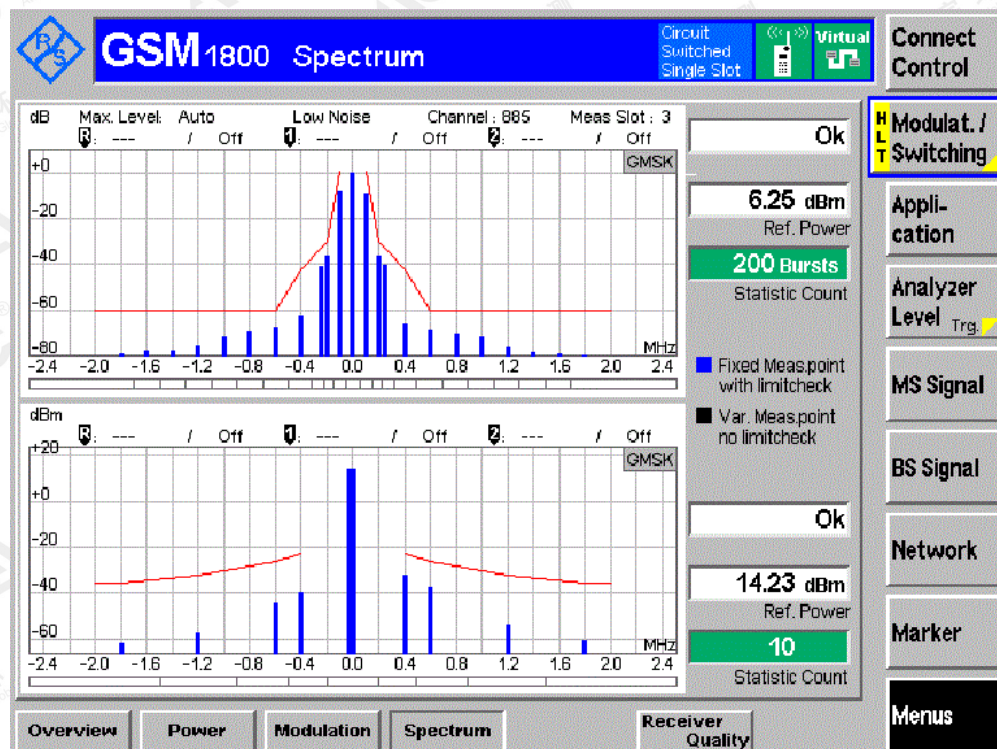 R/S
GSM 1800 Spectrum
Circuit Switched Single Slot
Virtual
Connect Control
dB Max. Level: Auto Low Noise Channel : 885 Meas Slot : 3
R: --- / Off 1: --- / Off 2: --- / Off
GMSK
+0
-20
-40
-60
-80
MHz
-2.4 -2.0 -1.6 -1.2 -0.8 -0.4 0.0 0.4 0.8 1.2 1.6 2.0 2.4
Ok
6.25 dBm
Ref. Power
200 Bursts
Statistic Count
Fixed Meas.point
with limitcheck
Var. Meas.point
no limitcheck
dBm
R: --- / Off 1: --- / Off 2: --- / Off
GMSK
+20
+0
-20
-40
-60
MHz
-2.4 -2.0 -1.6 -1.2 -0.8 -0.4 0.0 0.4 0.8 1.2 1.6 2.0 2.4
Ok
14.23 dBm
Ref. Power
10
Statistic Count
HLT
Modulat. /
Switching
Appli-
cation
Analyzer
Level Trg.
MS Signal
BS Signal
Network
Marker
Menus
Overview Power Modulation Spectrum Receiver
Quality